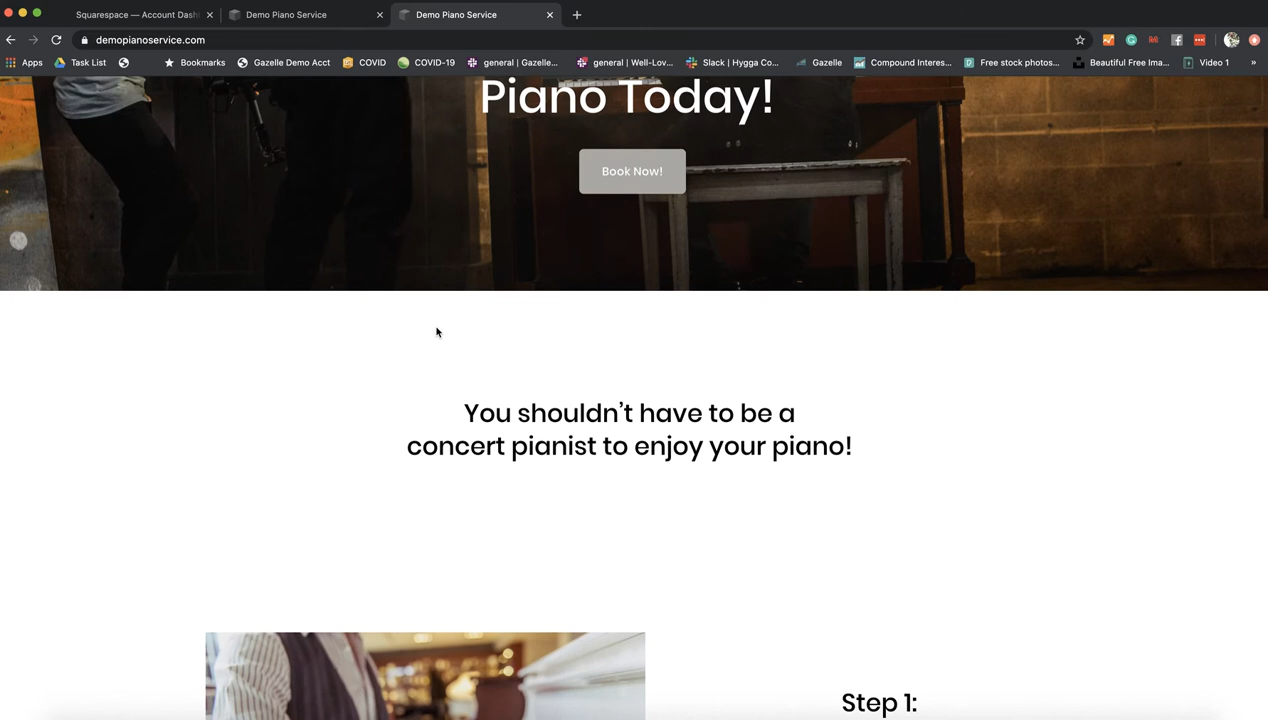 Squarespace — Account Dash
Demo Piano Service
Demo Piano Service
demopianoservice.com
Apps
Task List
Bookmarks
Gazelle Demo Acct
COVID
COVID-19
general | Gazelle...
general | Well-Lov...
Slack | Hygga Co...
Gazelle
Compound Interes...
Free stock photos...
Beautiful Free Ima...
Video 1
»
Piano Today!
Book Now!
You shouldn’t have to be a
concert pianist to enjoy your piano!
Step 1: